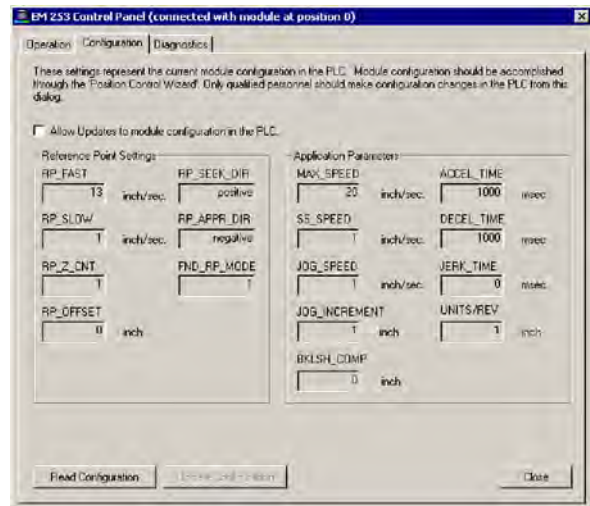 EM 253 Control Panel (connected with module at position 0)
Operation Configuration Diagnostics
These settings represent the current module configuration in the PLC. Module configuration should be accomplished
through the 'Position Control Wizard'. Only qualified personnel should make configuration changes in the PLC from this
dialog.
Allow Updates to module configuration in the PLC.
Reference Point Settings
RP_FAST RP_SEEK_DIR
13 inch/sec. positive
RP_SLOW RP_APPR_DIR
1 inch/sec. negative
RP_Z_CNT FND_RP_MODE
1 1
RP_OFFSET
0 inch
Application Parameters
MAX_SPEED ACCEL_TIME
20 inch/sec. 1000 msec
SS_SPEED DECEL_TIME
1 inch/sec. 1000 msec
JOG_SPEED JERK_TIME
1 inch/sec. 0 msec
JOG_INCREMENT UNITS/REV
1 inch 1 inch
BKLSH_COMP
0 inch
Read Configuration Update Configuration Close